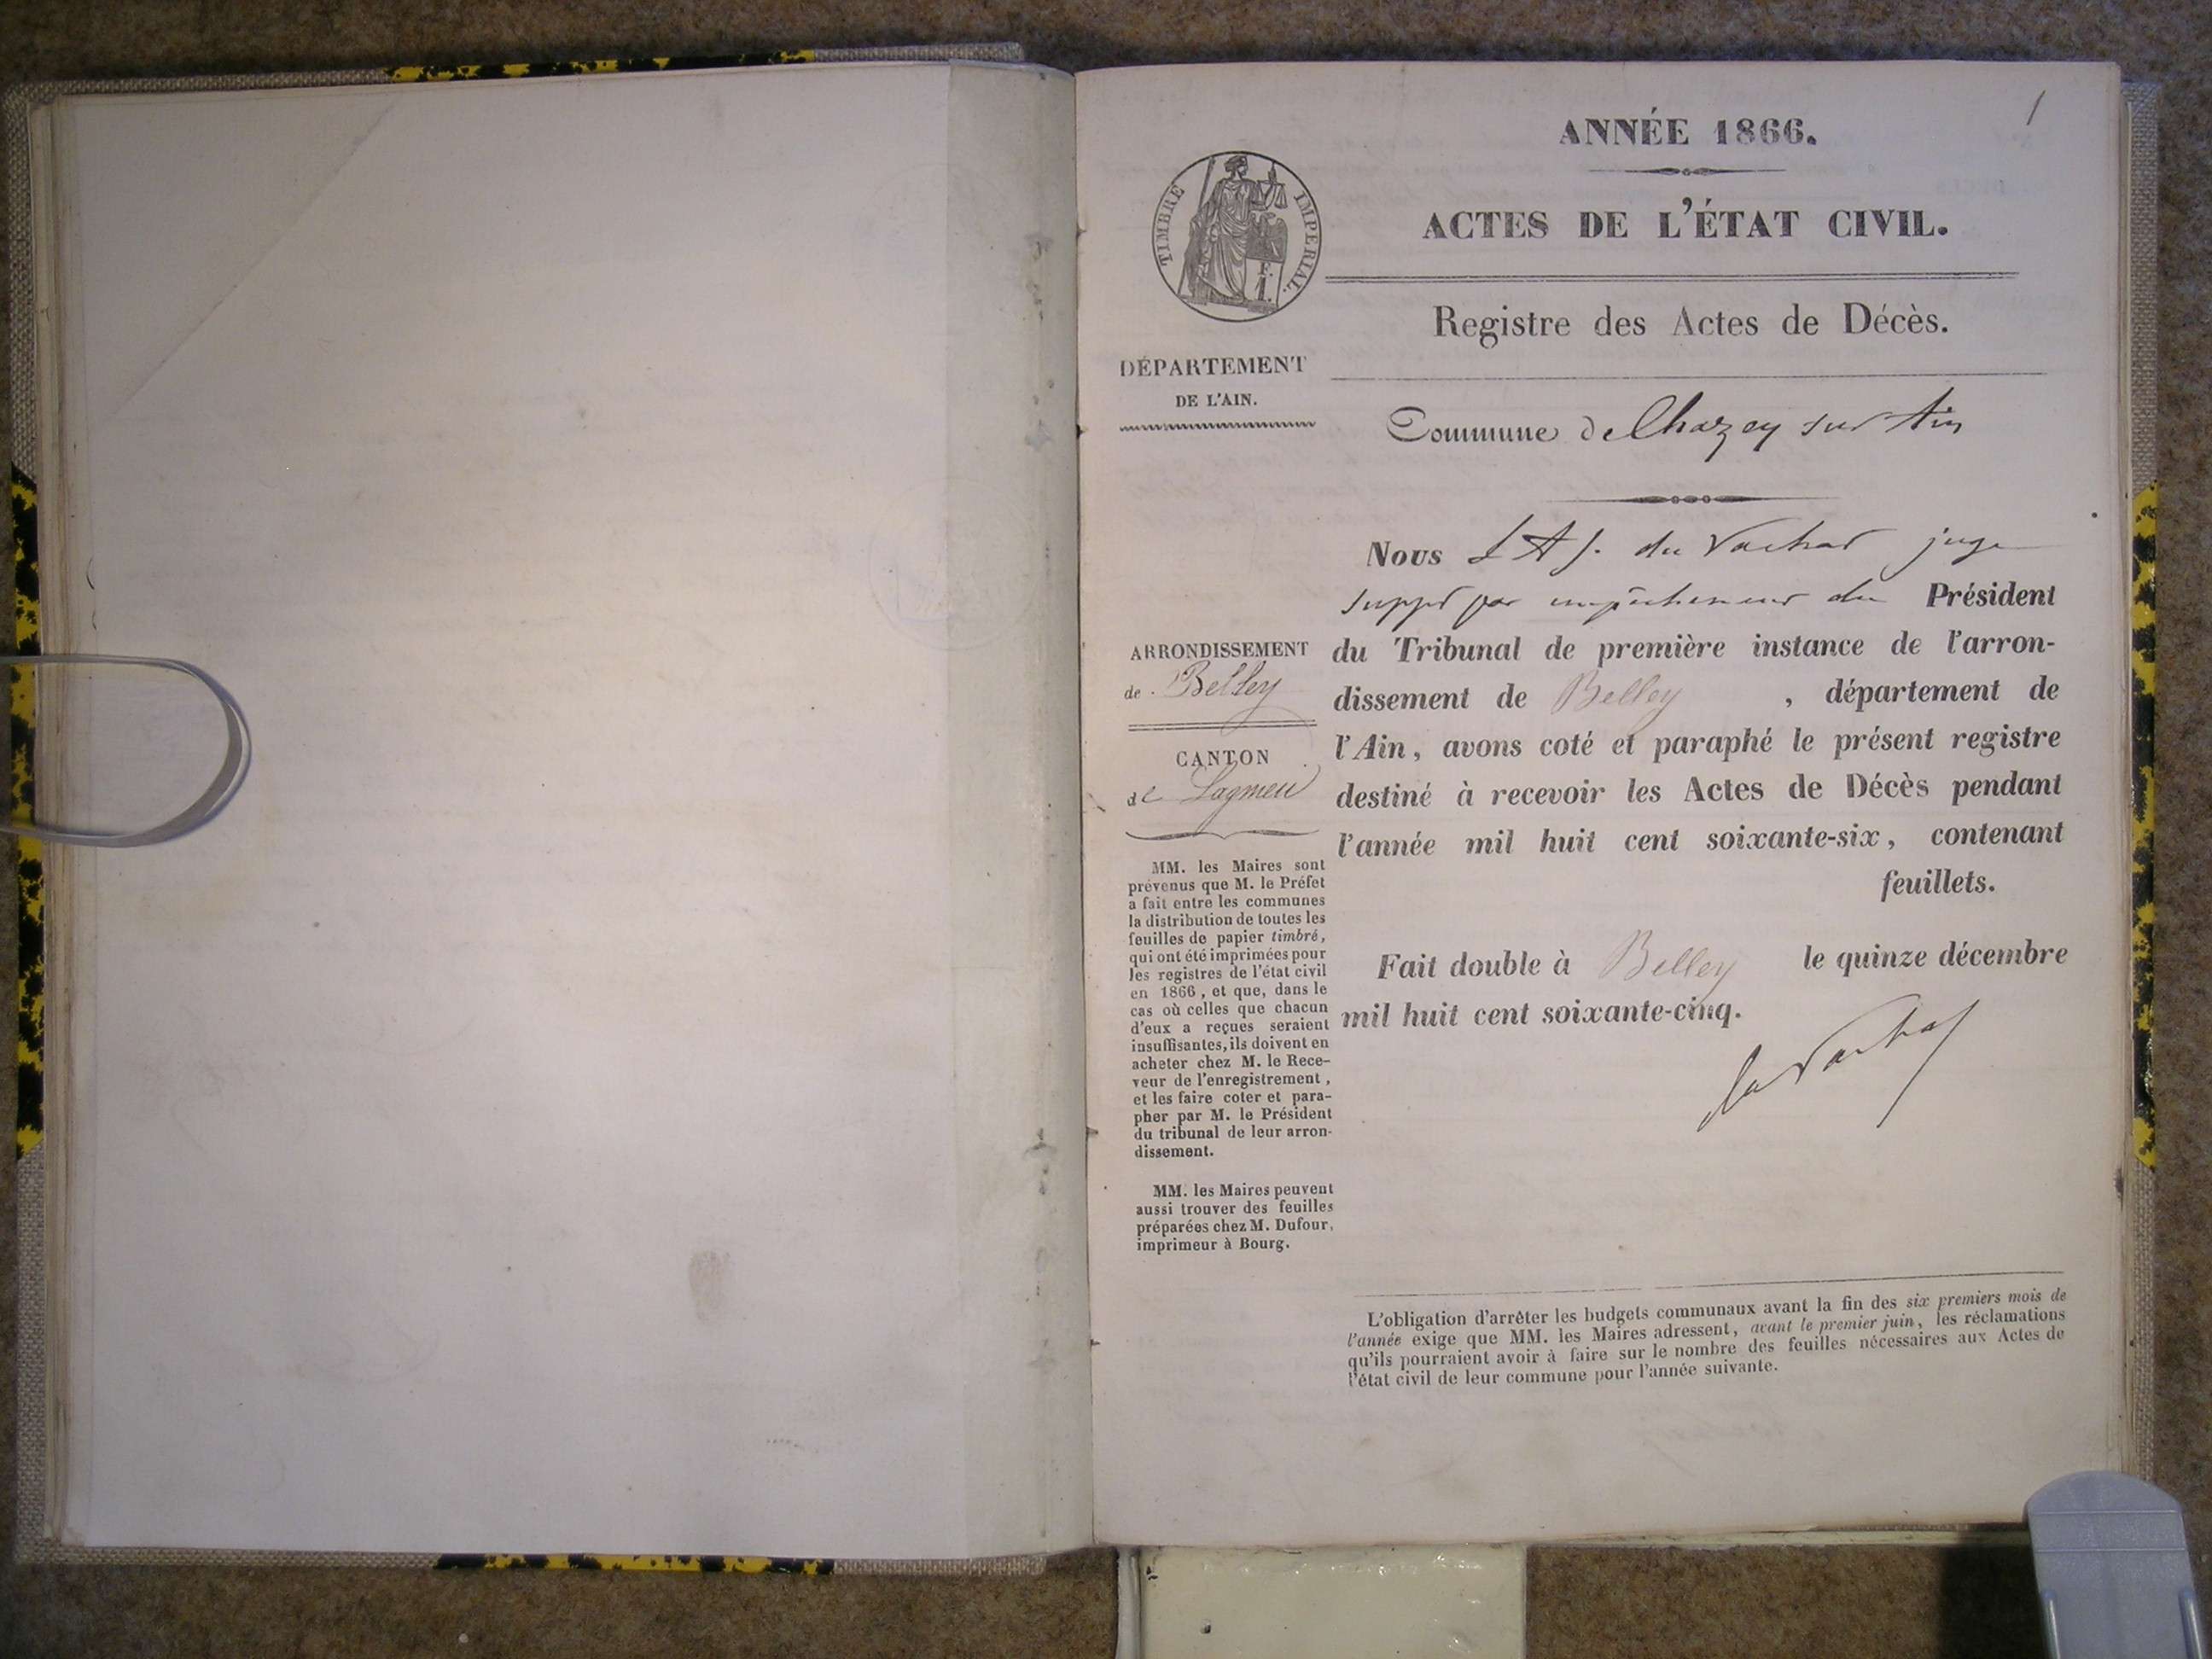 1
ANNÉE 1866.
ACTES DE L'ÉTAT CIVIL.
TIMBRE IMPERIAL.
F. 1.
Registre des Actes de Décès.
DÉPARTEMENT
DE L'AIN.
Commune de Chazey sur Ain
Nous L A J. du Vachat juge
suppt par empêchement du Président
du Tribunal de première instance de l'arron-
dissement de Belley, département de
l'Ain, avons coté et paraphé le présent registre
destiné à recevoir les Actes de Décès pendant
l'année mil huit cent soixante-six, contenant
feuillets.
Fait double à Belley le quinze décembre
mil huit cent soixante-cinq.
du Vachat
ARRONDISSEMENT
de Belley
CANTON
de Lagnieu
MM. les Maires sont
prévenus que M. le Préfet
a fait entre les communes
la distribution de toutes les
feuilles de papier timbré,
qui ont été imprimées pour
les registres de l'état civil
en 1866, et que, dans le
cas où celles que chacun
d'eux a reçues seraient
insuffisantes, ils doivent en
acheter chez M. le Rece-
veur de l'enregistrement,
et les faire coter et para-
pher par M. le Président
du tribunal de leur arron-
dissement.
MM. les Maires peuvent
aussi trouver des feuilles
préparées chez M. Dufour,
imprimeur à Bourg.
L'obligation d'arrêter les budgets communaux avant la fin des six premiers mois de
l'année exige que MM. les Maires adressent, avant le premier juin, les réclamations
qu'ils pourraient avoir à faire sur le nombre des feuilles nécessaires aux Actes de
l'état civil de leur commune pour l'année suivante.